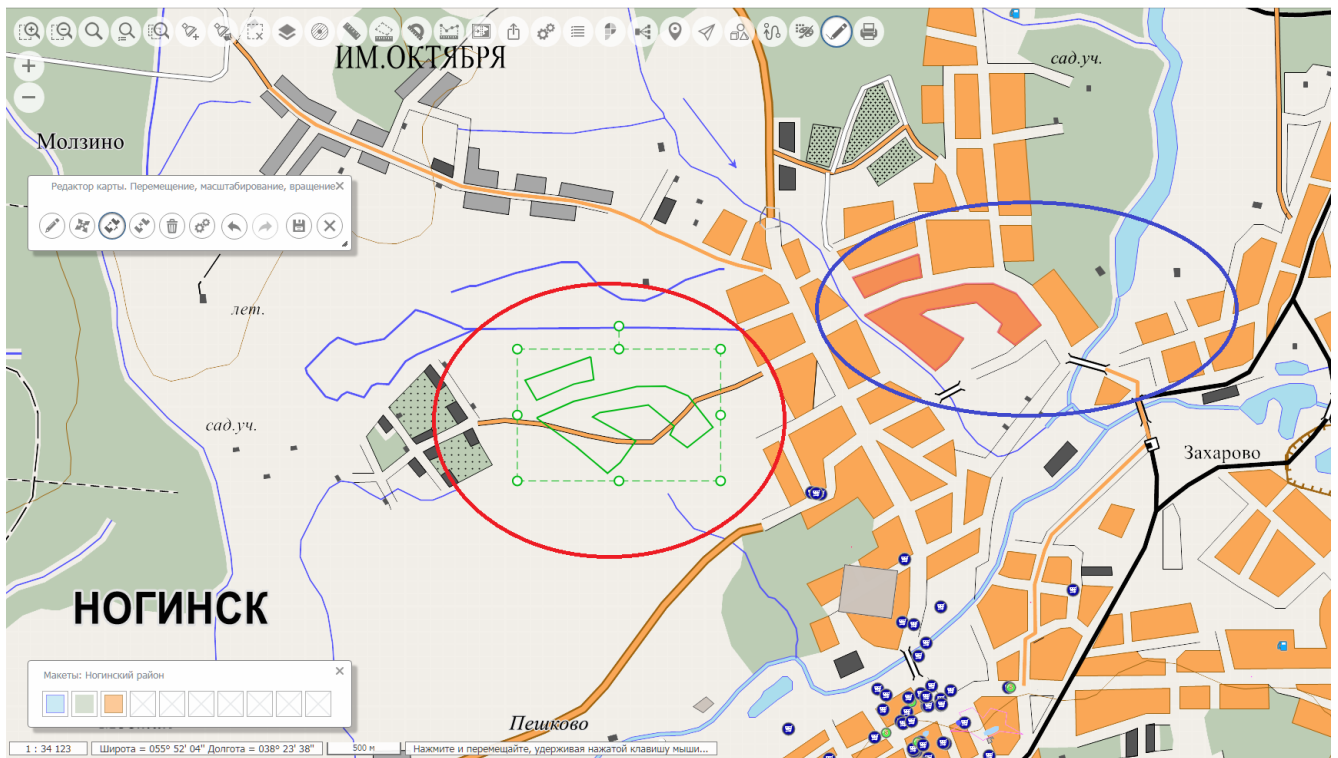 ИМ.ОКТЯБРЯ
сад.уч.
Молзино
Редактор карты. Перемещение, масштабирование, вращение
лет.
сад.уч.
Захарово
НОГИНСК
Макеты: Ногинский район
Пешково
1 : 34 123
Широта = 055° 52' 04" Долгота = 038° 23' 38"
500 м
Нажмите и перемещайте, удерживая нажатой клавишу мыши...